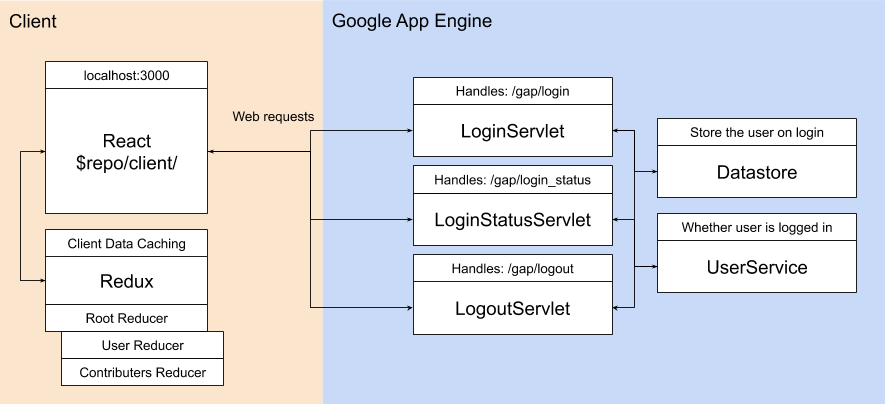 Client
Google App Engine
localhost:3000
React
$repo/client/
Web requests
Client Data Caching
Redux
Root Reducer
User Reducer
Contributers Reducer
Handles: /gap/login
LoginServlet
Handles: /gap/login_status
LoginStatusServlet
Handles: /gap/logout
LogoutServlet
Store the user on login
Datastore
Whether user is logged in
UserService